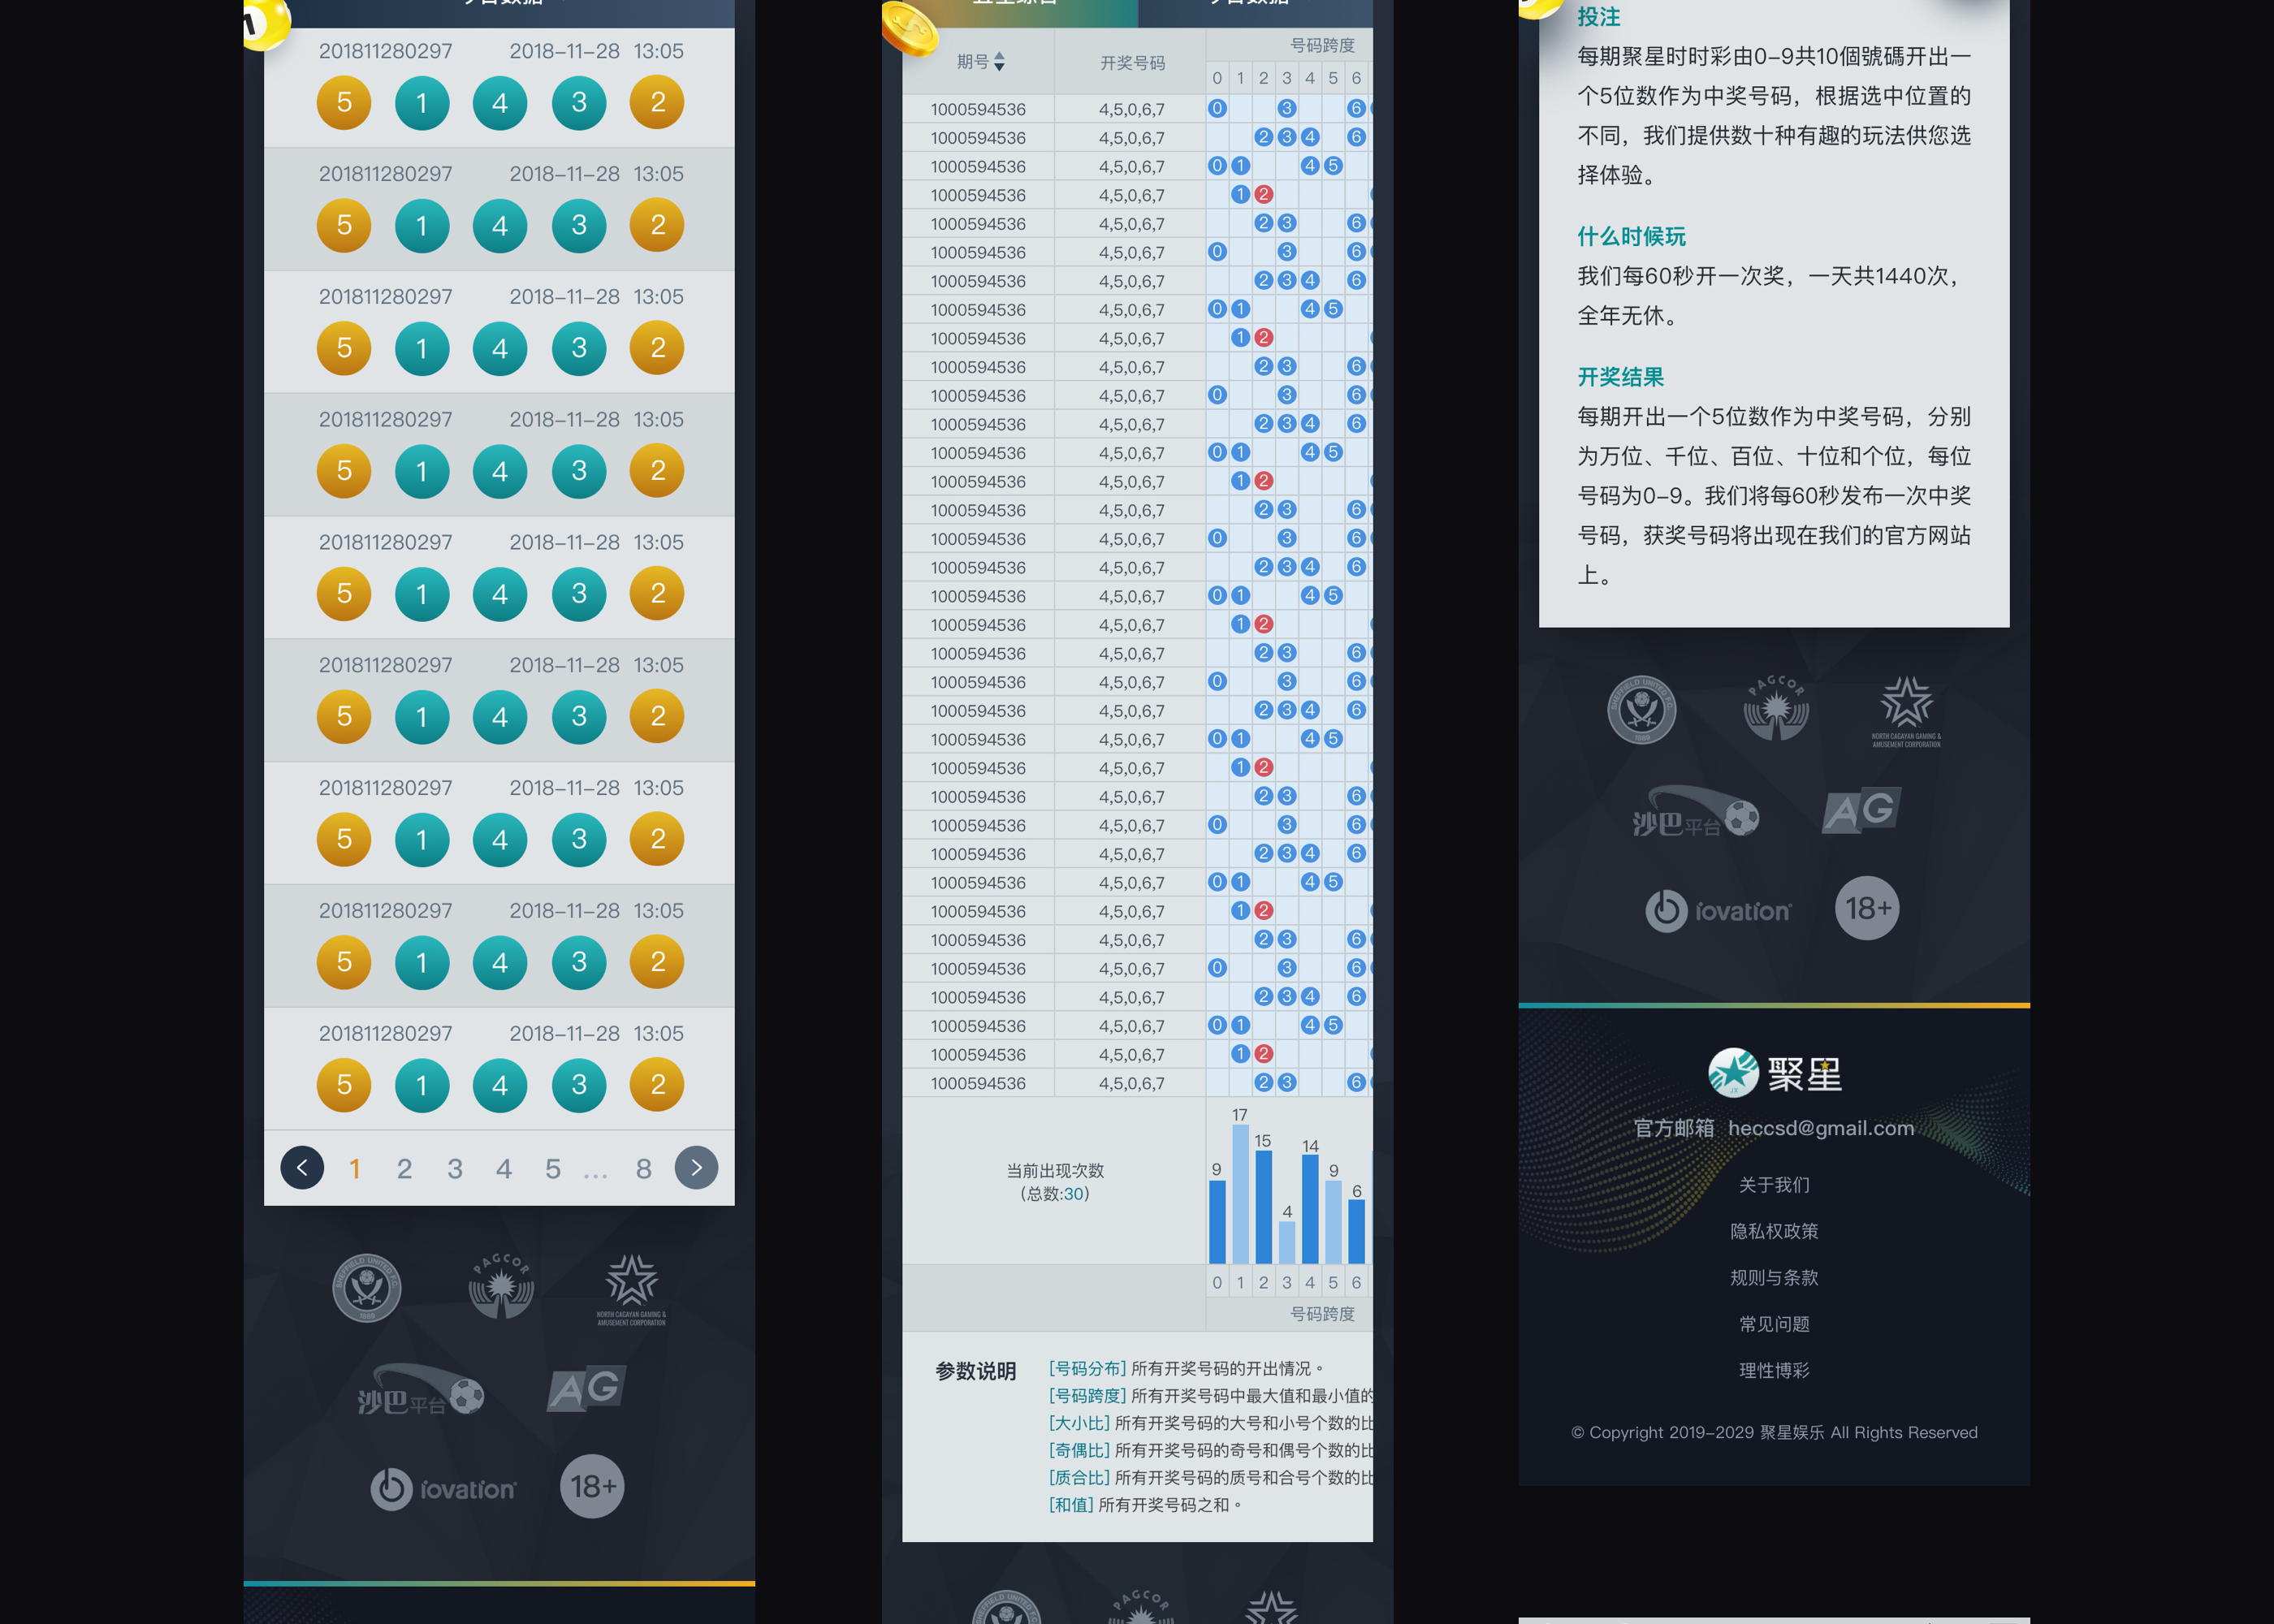 1
201811280297 2018-11-28 13:05
5 1 4 3 2
201811280297 2018-11-28 13:05
5 1 4 3 2
201811280297 2018-11-28 13:05
5 1 4 3 2
201811280297 2018-11-28 13:05
5 1 4 3 2
201811280297 2018-11-28 13:05
5 1 4 3 2
201811280297 2018-11-28 13:05
5 1 4 3 2
201811280297 2018-11-28 13:05
5 1 4 3 2
201811280297 2018-11-28 13:05
5 1 4 3 2
201811280297 2018-11-28 13:05
5 1 4 3 2
1 2 3 4 5 ... 8
SHEFFIELD UNITED F.C. 1889
PAGCOR
NORTH CAGAYAN GAMING &
AMUSEMENT CORPORATION
沙巴平台
AG
iovation
18+
期号 开奖号码 号码跨度
0 1 2 3 4 5 6
1000594536 4,5,0,6,7 0 3 6
1000594536 4,5,0,6,7 2 3 4 6
1000594536 4,5,0,6,7 0 1 4 5
1000594536 4,5,0,6,7 1 2
1000594536 4,5,0,6,7 2 3 6
1000594536 4,5,0,6,7 0 3 6
1000594536 4,5,0,6,7 2 3 4 6
1000594536 4,5,0,6,7 0 1 4 5
1000594536 4,5,0,6,7 1 2
1000594536 4,5,0,6,7 2 3 6
1000594536 4,5,0,6,7 0 3 6
1000594536 4,5,0,6,7 2 3 4 6
1000594536 4,5,0,6,7 0 1 4 5
1000594536 4,5,0,6,7 1 2
1000594536 4,5,0,6,7 2 3 6
1000594536 4,5,0,6,7 0 3 6
1000594536 4,5,0,6,7 2 3 4 6
1000594536 4,5,0,6,7 0 1 4 5
1000594536 4,5,0,6,7 1 2
1000594536 4,5,0,6,7 2 3 6
1000594536 4,5,0,6,7 0 3 6
1000594536 4,5,0,6,7 2 3 4 6
1000594536 4,5,0,6,7 0 1 4 5
1000594536 4,5,0,6,7 1 2
1000594536 4,5,0,6,7 2 3 6
1000594536 4,5,0,6,7 0 3 6
1000594536 4,5,0,6,7 2 3 4 6
1000594536 4,5,0,6,7 0 1 4 5
1000594536 4,5,0,6,7 1 2
1000594536 4,5,0,6,7 2 3 6
1000594536 4,5,0,6,7 0 3 6
1000594536 4,5,0,6,7 2 3 4 6
1000594536 4,5,0,6,7 0 1 4 5
1000594536 4,5,0,6,7 1 2
1000594536 4,5,0,6,7 2 3 6
当前出现次数
(总数:30)
9 17 15 4 14 9 6
0 1 2 3 4 5 6
号码跨度
参数说明
[号码分布] 所有开奖号码的开出情况。
[号码跨度] 所有开奖号码中最大值和最小值的
[大小比] 所有开奖号码的大号和小号个数的比
[奇偶比] 所有开奖号码的奇号和偶号个数的比
[质合比] 所有开奖号码的质号和合号个数的比
[和值] 所有开奖号码之和。
PAGCOR
投注
每期聚星时时彩由0-9共10個號碼开出一
个5位数作为中奖号码，根据选中位置的
不同，我们提供数十种有趣的玩法供您选
择体验。
什么时候玩
我们每60秒开一次奖，一天共1440次，
全年无休。
开奖结果
每期开出一个5位数作为中奖号码，分别
为万位、千位、百位、十位和个位，每位
号码为0-9。我们将每60秒发布一次中奖
号码，获奖号码将出现在我们的官方网站
上。
SHEFFIELD UNITED F.C. 1889
PAGCOR
NORTH CAGAYAN GAMING &
AMUSEMENT CORPORATION
沙巴平台
AG
iovation
18+
JX
聚星
官方邮箱 heccsd@gmail.com
关于我们
隐私权政策
规则与条款
常见问题
理性博彩
© Copyright 2019-2029 聚星娱乐 All Rights Reserved